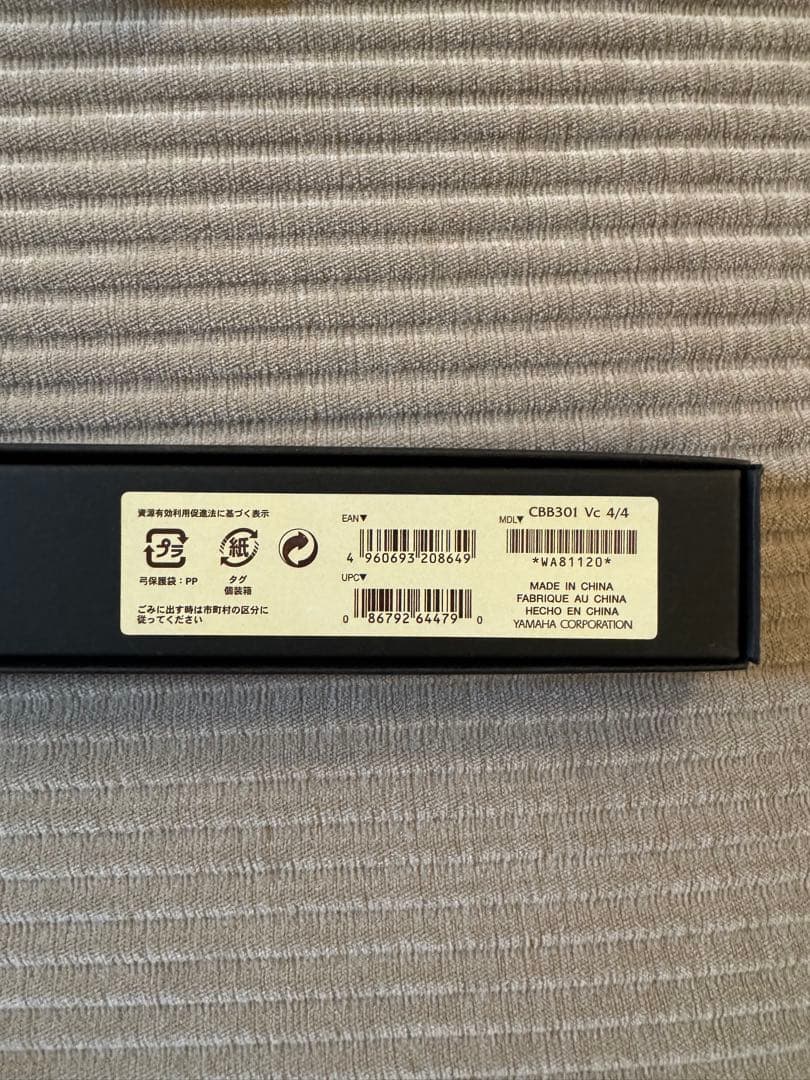 資源有効利用促進法に基づく表示
プラ
弓保護袋：PP
紙
タグ
個装箱
ごみに出す時は市町村の区分に
従ってください
EAN▼
4 960693 208649
UPC▼
0 86792 64479 0
CBB301 Vc 4/4
MDL▼
*WA81120*
MADE IN CHINA
FABRIQUE AU CHINA
HECHO EN CHINA
YAMAHA CORPORATION